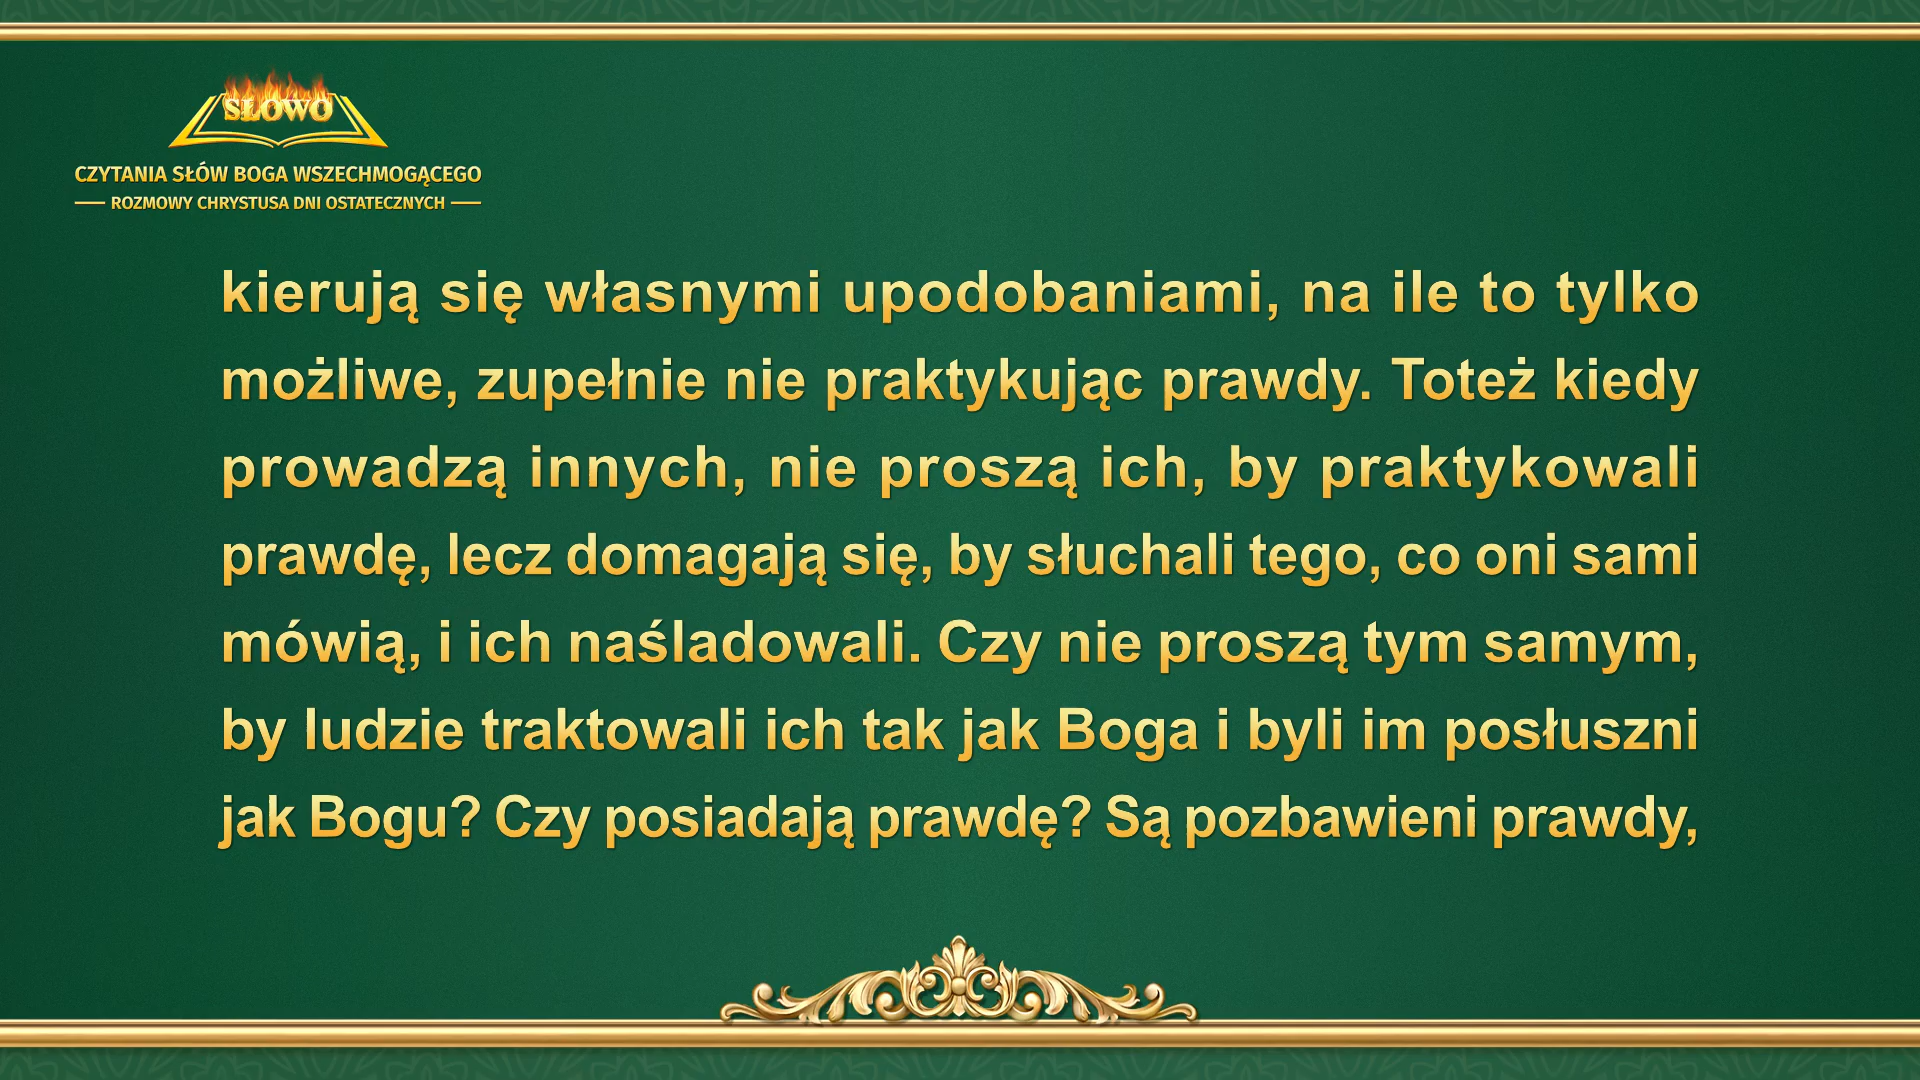 SŁOWO
CZYTANIA SŁÓW BOGA WSZECHMOGĄCEGO
ROZMOWY CHRYSTUSA DNI OSTATECZNYCH
kierują się własnymi upodobaniami, na ile to tylko
możliwe, zupełnie nie praktykując prawdy. Toteż kiedy
prowadzą innych, nie proszą ich, by praktykowali
prawdę, lecz domagają się, by słuchali tego, co oni sami
mówią, i ich naśladowali. Czy nie proszą tym samym,
by ludzie traktowali ich tak jak Boga i byli im posłuszni
jak Bogu? Czy posiadają prawdę? Są pozbawieni prawdy,